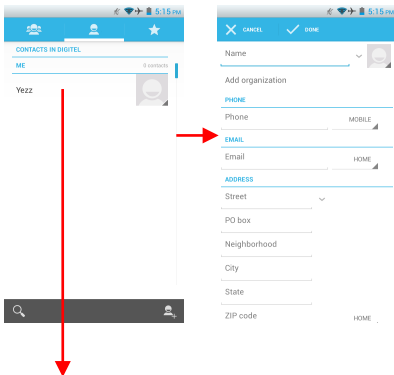 5:15 PM
CONTACTS IN DIGITEL
ME 0 contacts
Yezz
5:15 PM
CANCEL DONE
Name
Add organization
PHONE
Phone MOBILE
EMAIL
Email HOME
ADDRESS
Street
PO box
Neighborhood
City
State
ZIP code HOME